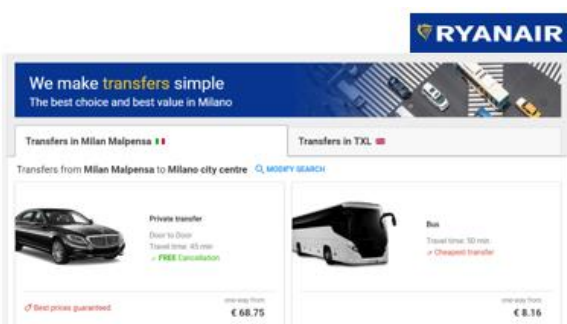 RYANAIR
We make transfers simple
The best choice and best value in Milano
Transfers in Milan Malpensa
Transfers in TXL
Transfers from Milan Malpensa to Milano city centre MODIFY SEARCH
Private transfer
Door to Door
Travel time: 45 min
FREE Cancellation
Best prices guaranteed
one-way from
€ 68.75
Bus
Travel time: 50 min
Cheapest transfer
one-way from
€ 8.16